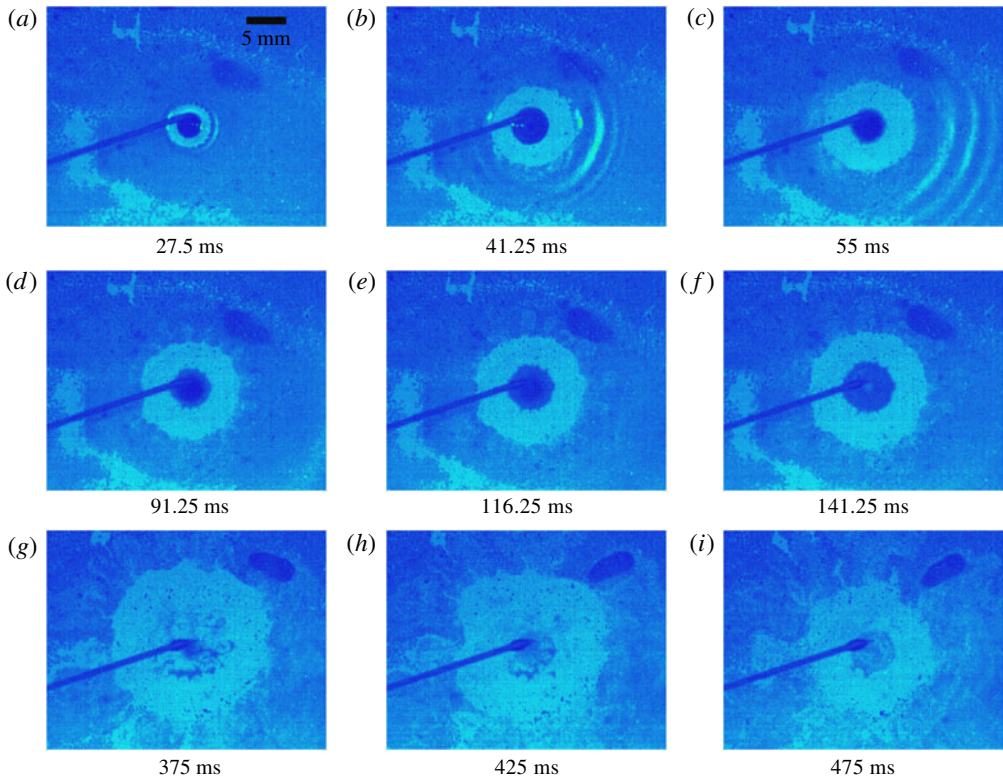 (a)
5 mm
(b)
(c)
27.5 ms
41.25 ms
55 ms
(d)
(e)
(f)
91.25 ms
116.25 ms
141.25 ms
(g)
(h)
(i)
375 ms
425 ms
475 ms